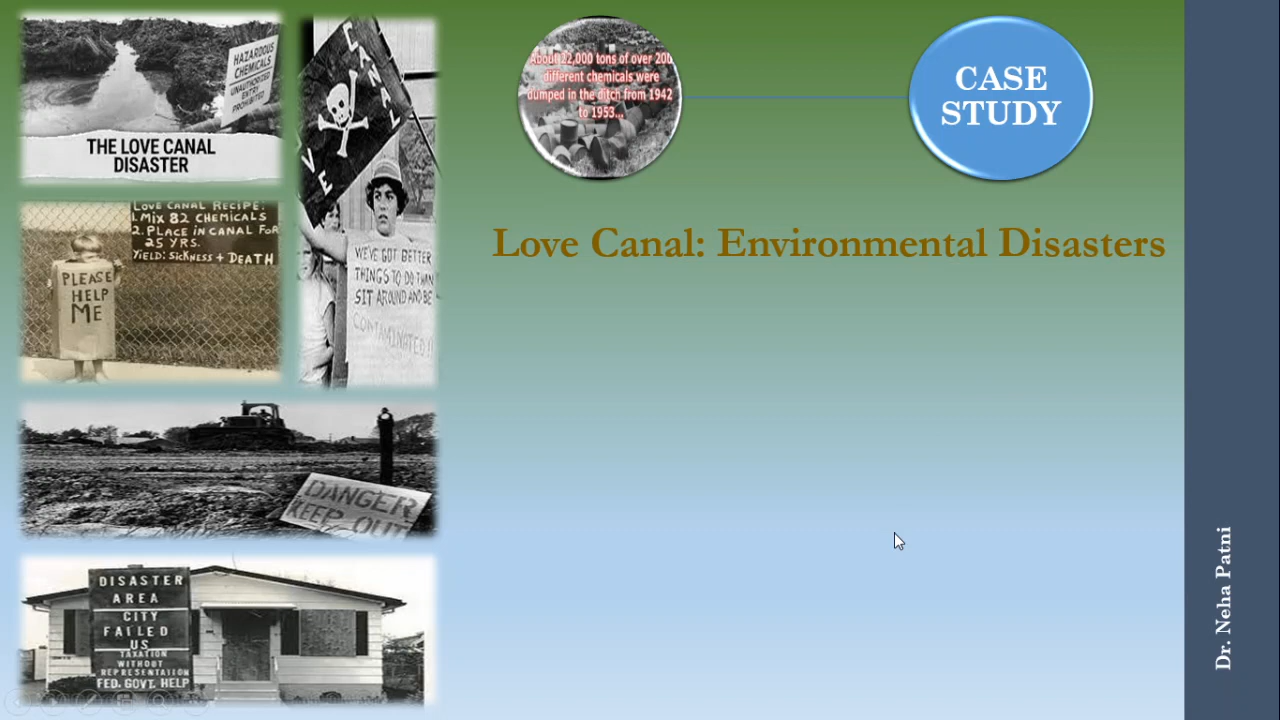 HAZARDOUS
CHEMICALS
UNAUTHORIZED
ENTRY
PROHIBITED
THE LOVE CANAL
DISASTER
LOVE CANAL RECIPE:
1. MIX 82 CHEMICALS
2. PLACE IN CANAL FOR
25 YRS.
YIELD: SICKNESS + DEATH
PLEASE
HELP
ME
CANAL
WE'VE GOT BETTER
THINGS TO DO THAN
SIT AROUND AND BE
CONTAMINATED!!
DANGER
KEEP OUT
DISASTER
AREA
CITY
FAILED
US
TAXATION
WITHOUT
REPRESENTATION
FED. GOVT. HELP
About 22,000 tons of over 200
different chemicals were
dumped in the ditch from 1942
to 1953...
CASE
STUDY
Love Canal: Environmental Disasters
Dr. Neha Patni